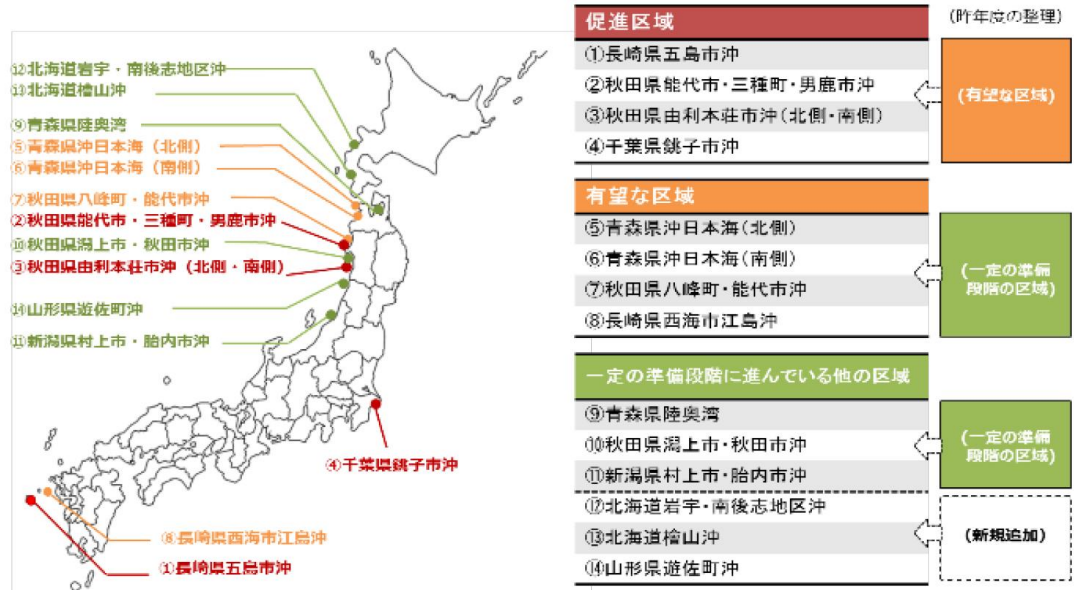 ⑫北海道岩宇・南後志地区沖
⑬北海道檜山沖
⑨青森県陸奥湾
⑤青森県沖日本海（北側）
⑥青森県沖日本海（南側）
⑦秋田県八峰町・能代市沖
②秋田県能代市・三種町・男鹿市沖
⑩秋田県潟上市・秋田市沖
③秋田県由利本荘市沖（北側・南側）
⑭山形県遊佐町沖
⑪新潟県村上市・胎内市沖
④千葉県銚子市沖
⑧長崎県西海市江島沖
①長崎県五島市沖
(昨年度の整理)
促進区域
①長崎県五島市沖
②秋田県能代市・三種町・男鹿市沖
③秋田県由利本荘市沖(北側・南側)
④千葉県銚子市沖
(有望な区域)
有望な区域
⑤青森県沖日本海(北側)
⑥青森県沖日本海(南側)
⑦秋田県八峰町・能代市沖
⑧長崎県西海市江島沖
(一定の準備
段階の区域)
一定の準備段階に進んでいる他の区域
⑨青森県陸奥湾
⑩秋田県潟上市・秋田市沖
⑪新潟県村上市・胎内市沖
(一定の準備
段階の区域)
⑫北海道岩宇・南後志地区沖
⑬北海道檜山沖
⑭山形県遊佐町沖
(新規追加)